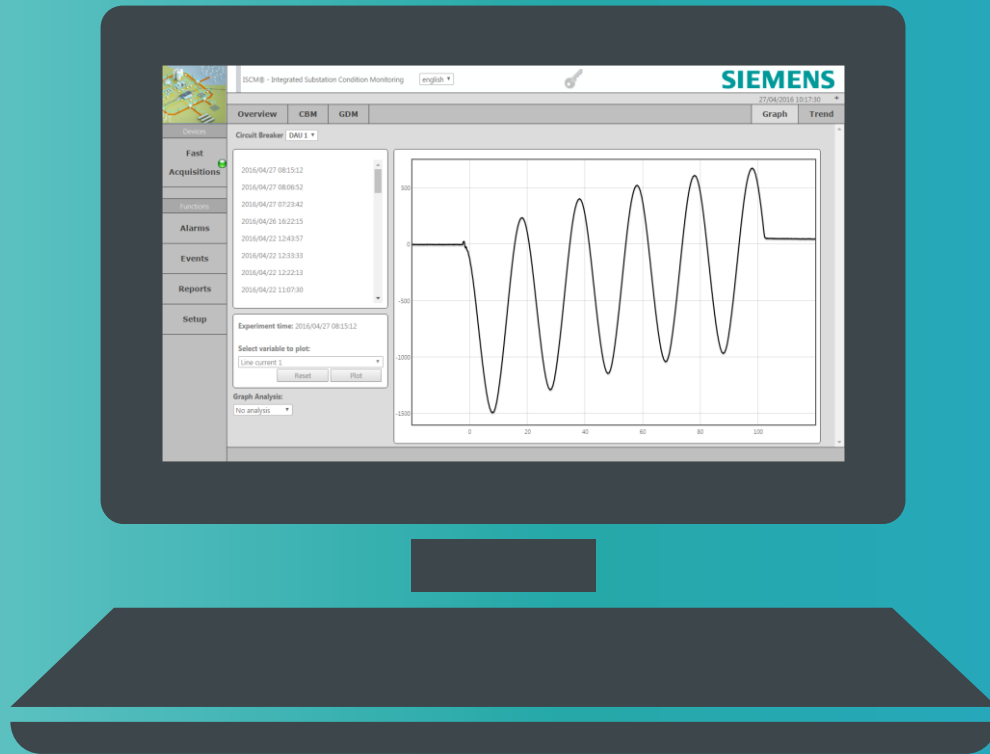 ISCM® - Integrated Substation Condition Monitoring english
SIEMENS
27/04/2016 10:17:30 +
Overview CBM GDM Graph Trend
Devices
Fast
Acquisitions
Functions
Alarms
Events
Reports
Setup
Circuit Breaker DAU 1
2016/04/27 08:15:12
2016/04/27 08:06:52
2016/04/27 07:23:42
2016/04/26 16:22:15
2016/04/22 12:43:57
2016/04/22 12:33:33
2016/04/22 12:22:13
2016/04/22 11:07:30
Experiment time: 2016/04/27 08:15:12
Select variable to plot:
Line current 1
Reset Plot
Graph Analysis:
No analysis
500
0
-500
-1000
-1500
0 20 40 60 80 100